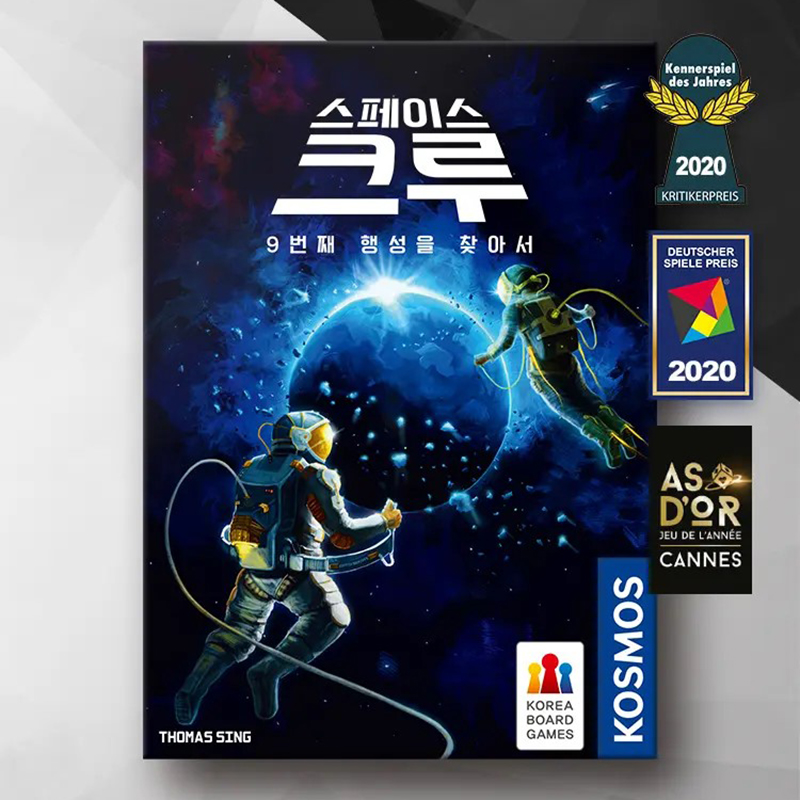 스페이스
크루
9번째 행성을 찾아서
THOMAS SING
KOREA
BOARD
GAMES
KOSMOS
Kennerspiel
des Jahres
2020
KRITIKERPREIS
DEUTSCHER
SPIELE PREIS
®
2020
AS
D'OR
JEU DE L'ANNÉE
CANNES